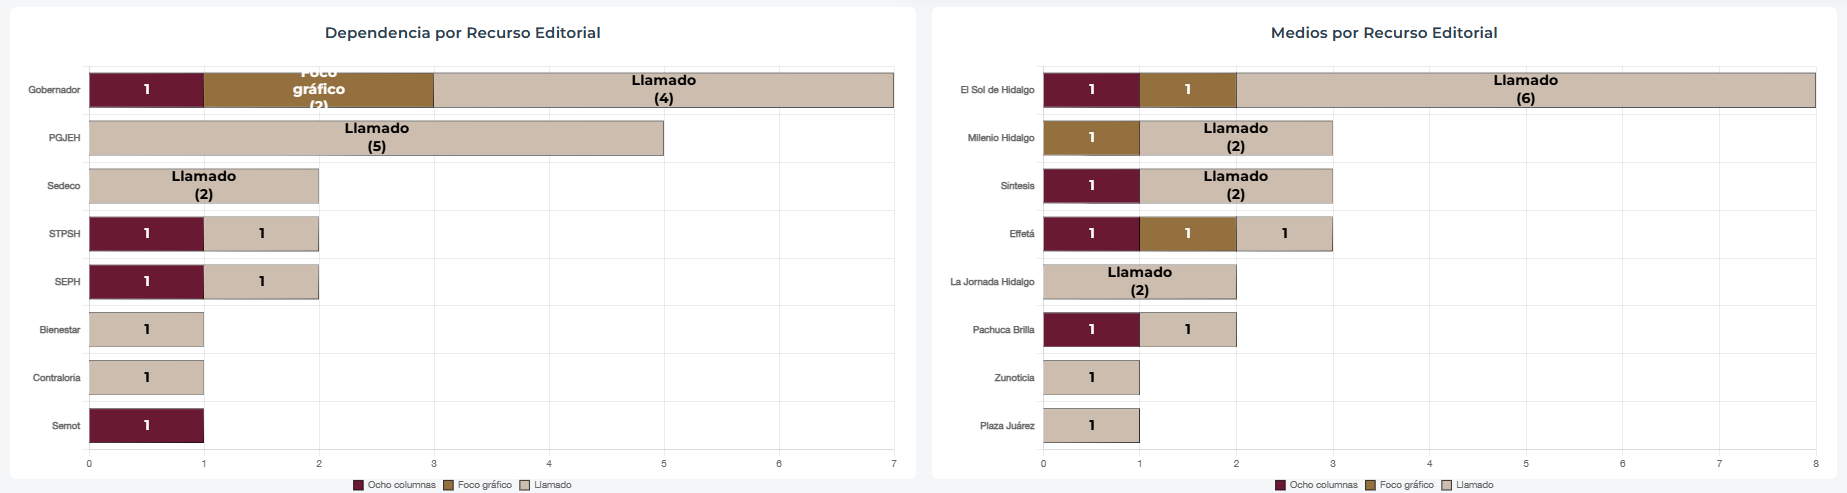 Dependencia por Recurso Editorial
Gobernador
1
Foco
gráfico
(2)
Llamado
(4)
PGJEH
Llamado
(5)
Sedeco
Llamado
(2)
STPSH
1
1
SEPH
1
1
Bienestar
1
Contraloría
1
Semot
1
0 1 2 3 4 5 6 7
Ocho columnas Foco gráfico Llamado
Medios por Recurso Editorial
El Sol de Hidalgo
1
1
Llamado
(6)
Milenio Hidalgo
1
Llamado
(2)
Síntesis
1
Llamado
(2)
Effetá
1
1
1
La Jornada Hidalgo
Llamado
(2)
Pachuca Brilla
1
1
Zunoticia
1
Plaza Juárez
1
0 1 2 3 4 5 6 7 8
Ocho columnas Foco gráfico Llamado